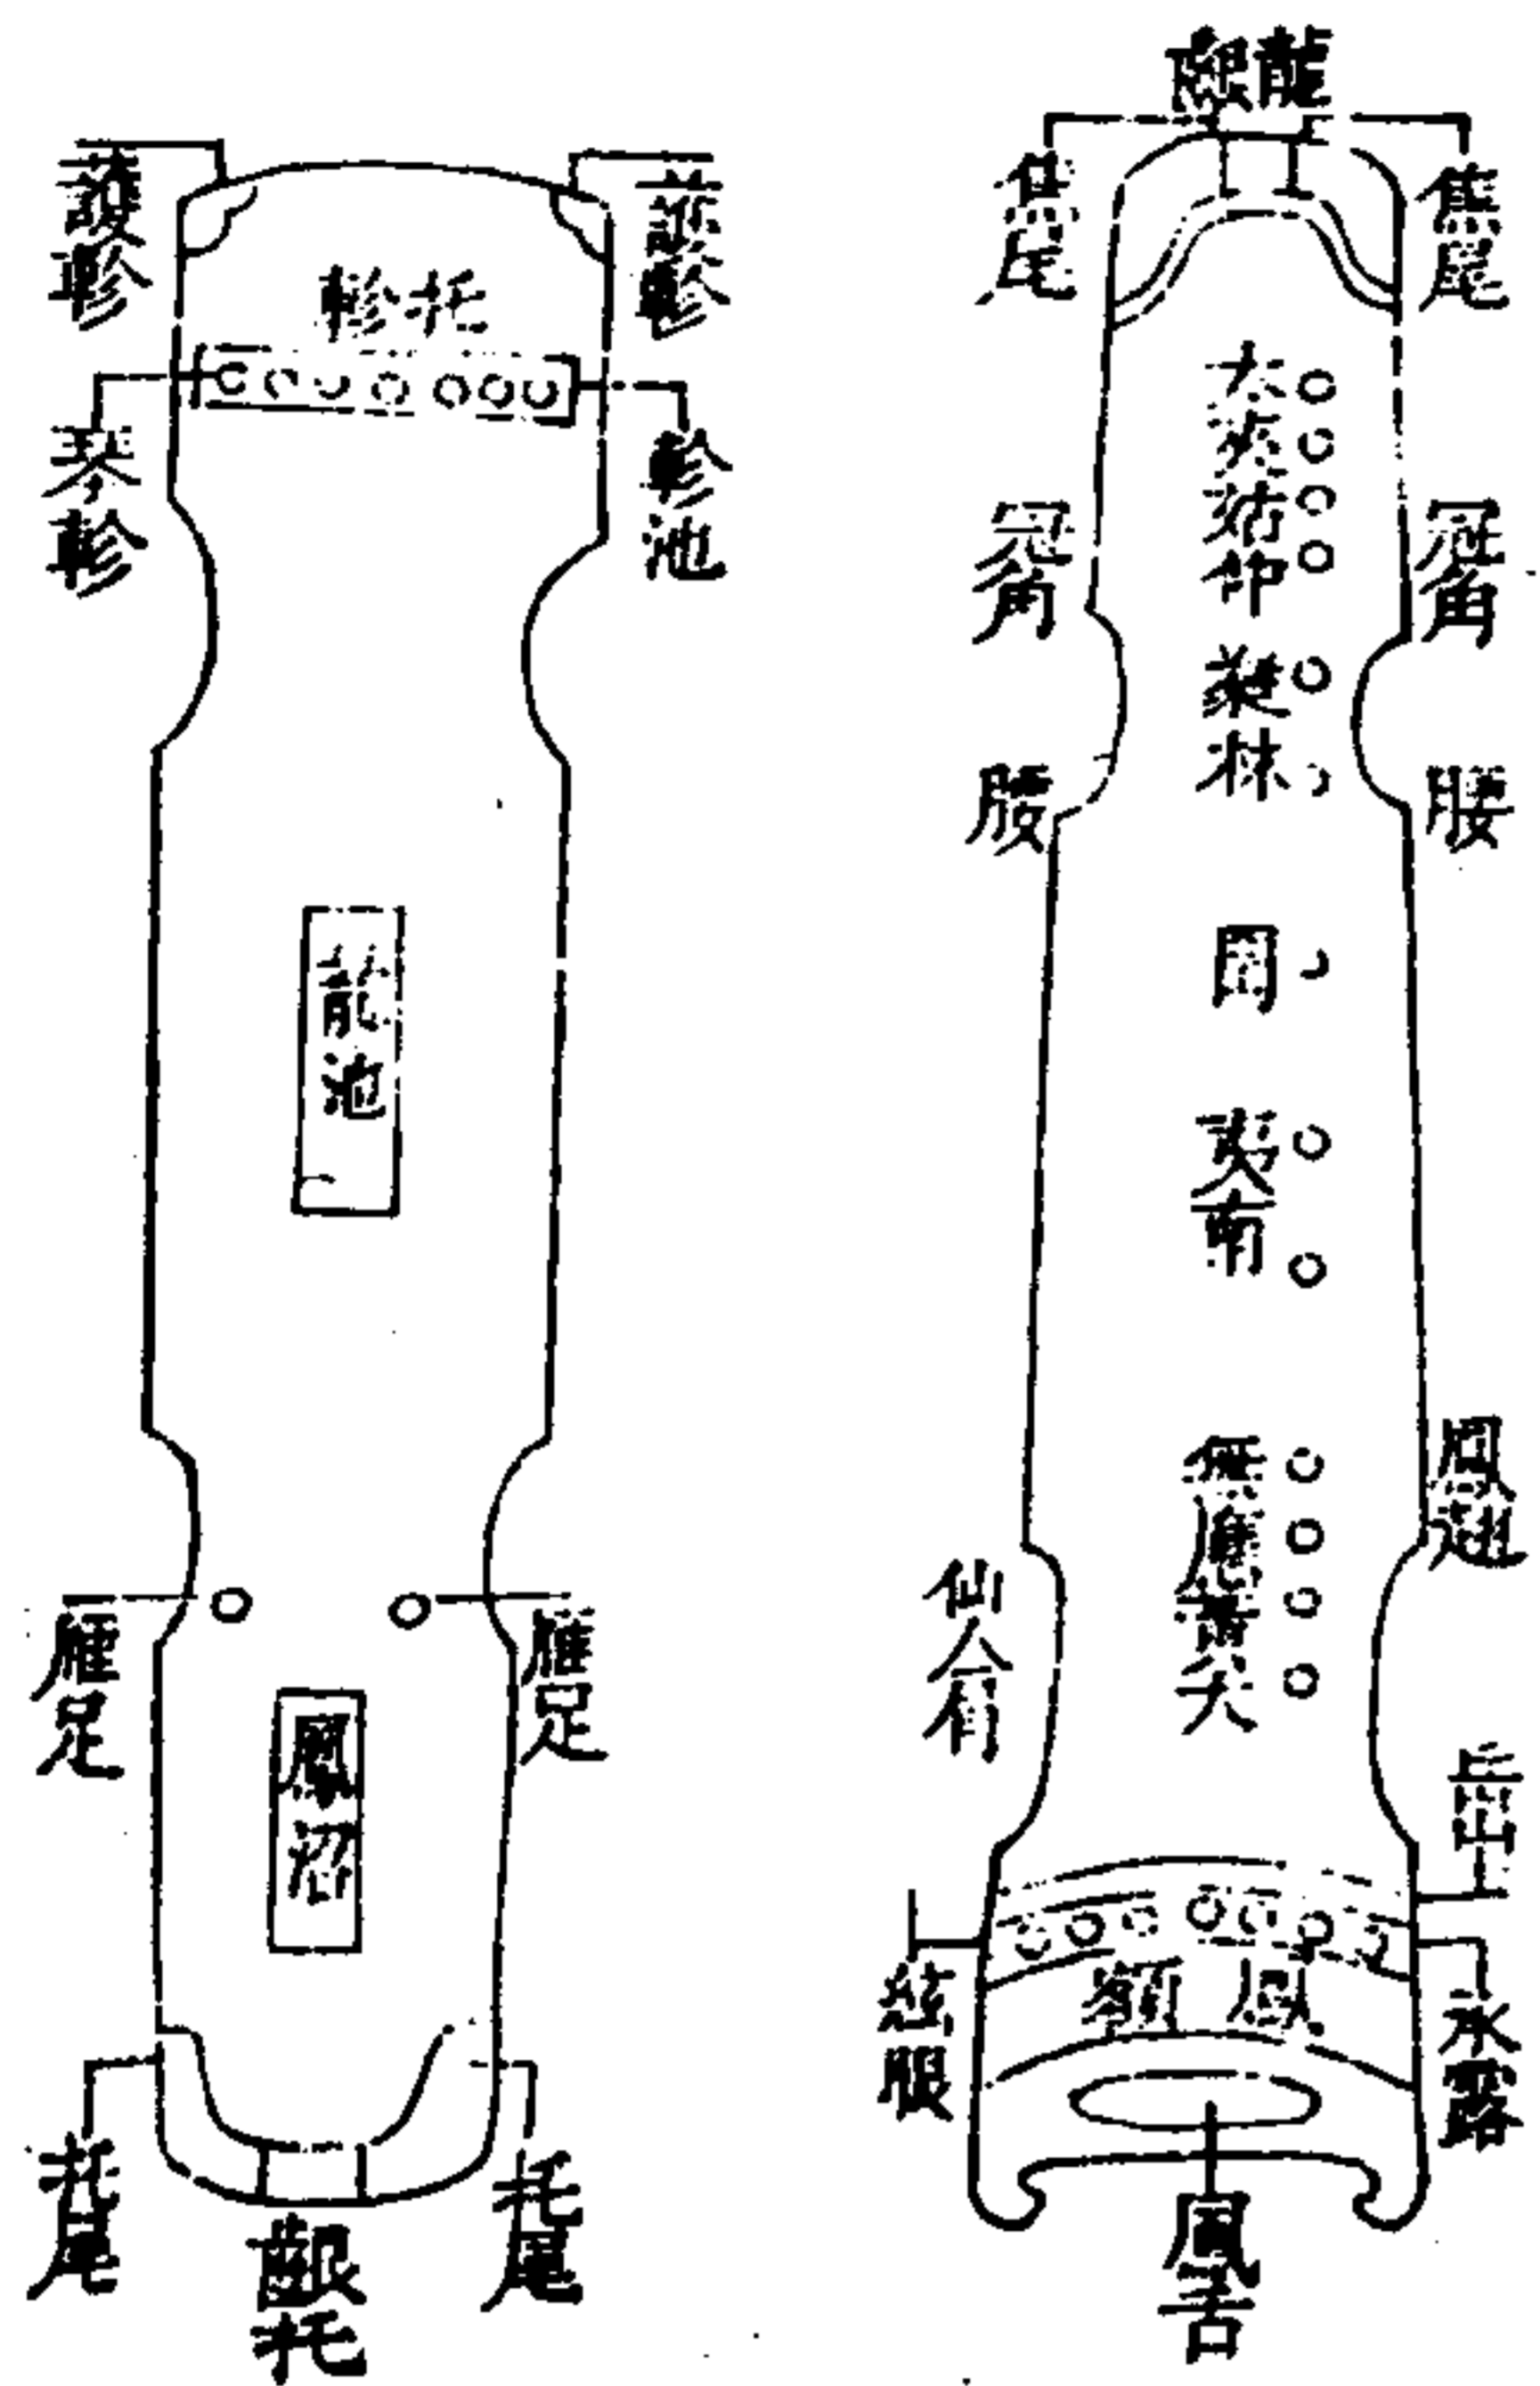 龍齦
焦尾
焦尾
冠角
冠角
腰
腰
太
夾
姑
仲
蕤
林
閏
夷
南
無
應
黃
大
鳳翅
仙人肩
岳山
承露
絃眼
鳳額
鳳舌
護軫
護軫
托軫
琴軫
軫池
龍池
雁足
雁足
鳳沼
托尾
托尾
齦托